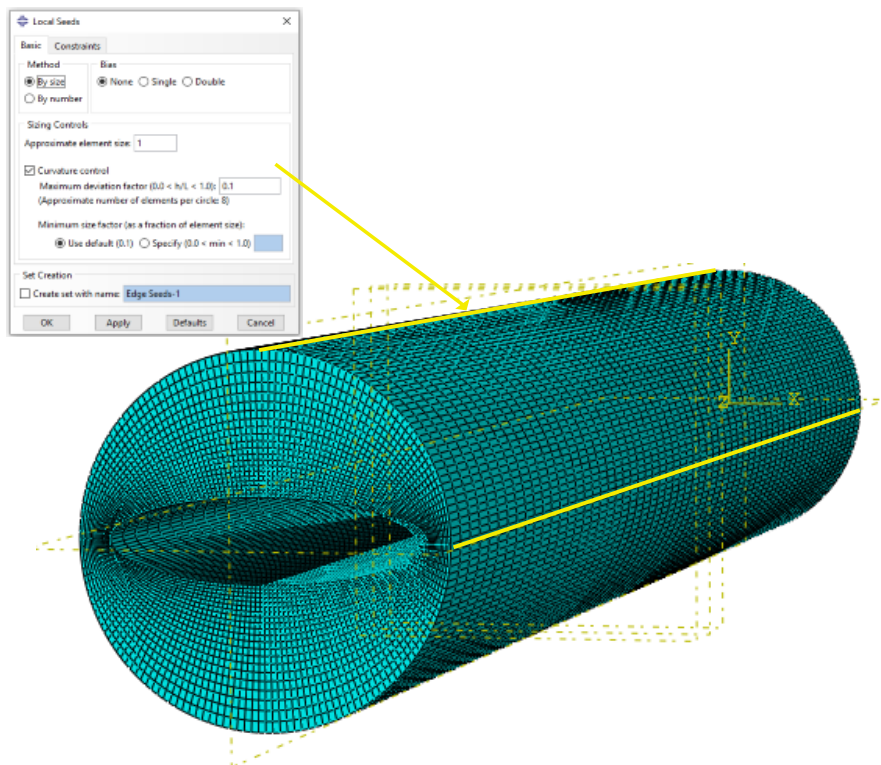 Local Seeds
Basic Constraints
Method Bias
By size None Single Double
By number
Sizing Controls
Approximate element size: 1
Curvature control
Maximum deviation factor (0.0 < h/L < 1.0): 0.1
(Approximate number of elements per circle: 8)
Minimum size factor (as a fraction of element size):
Use default (0.1) Specify (0.0 < min < 1.0)
Set Creation
Create set with name: Edge Seeds-1
OK Apply Defaults Cancel
Y
Z X